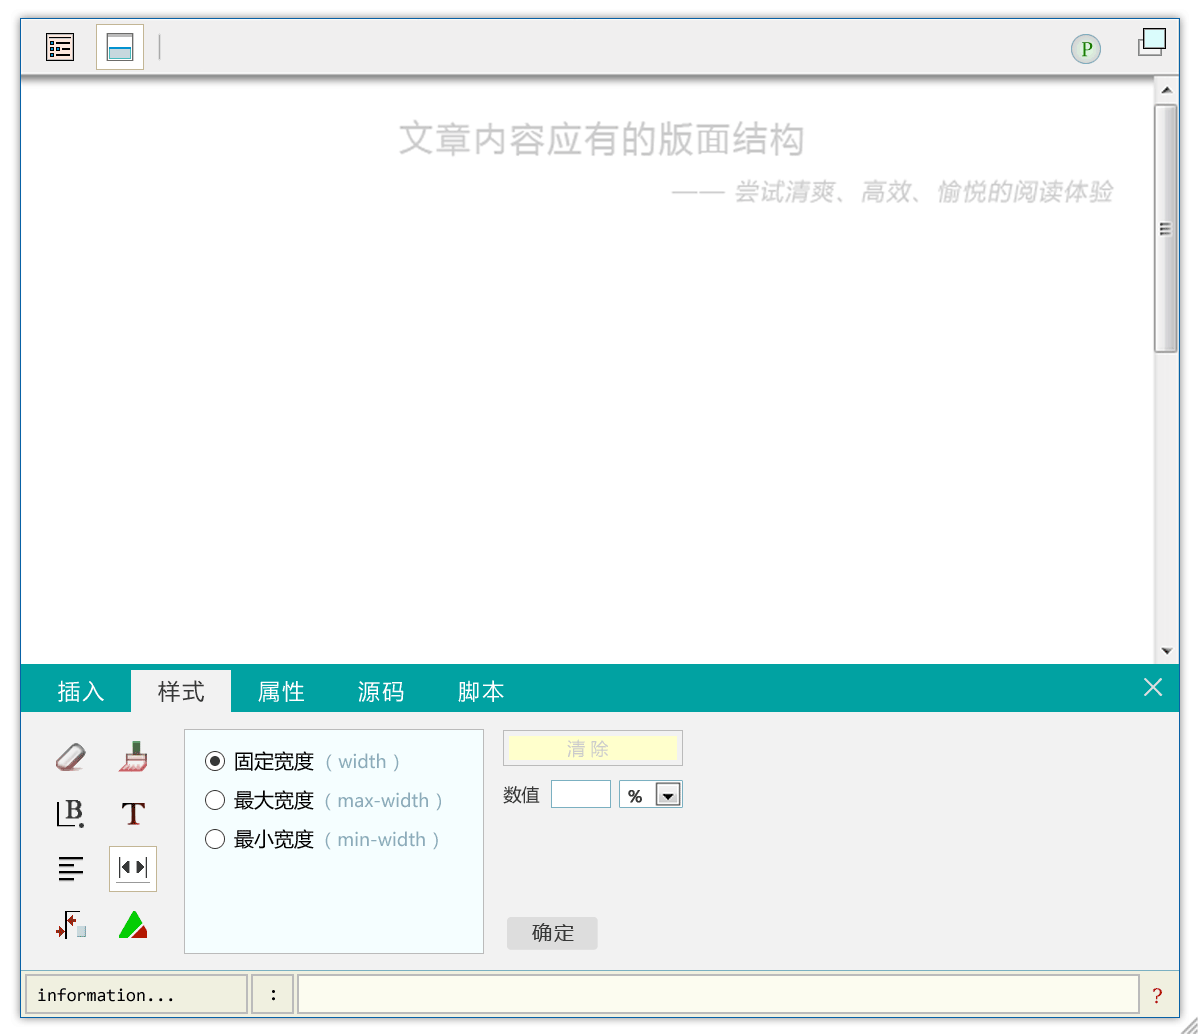 P
文章内容应有的版面结构
—— 尝试清爽、高效、愉悦的阅读体验
插入 样式 属性 源码 脚本
固定宽度 ( width )
最大宽度 ( max-width )
最小宽度 ( min-width )
清 除
数值 %
B T
确定
information... : ?